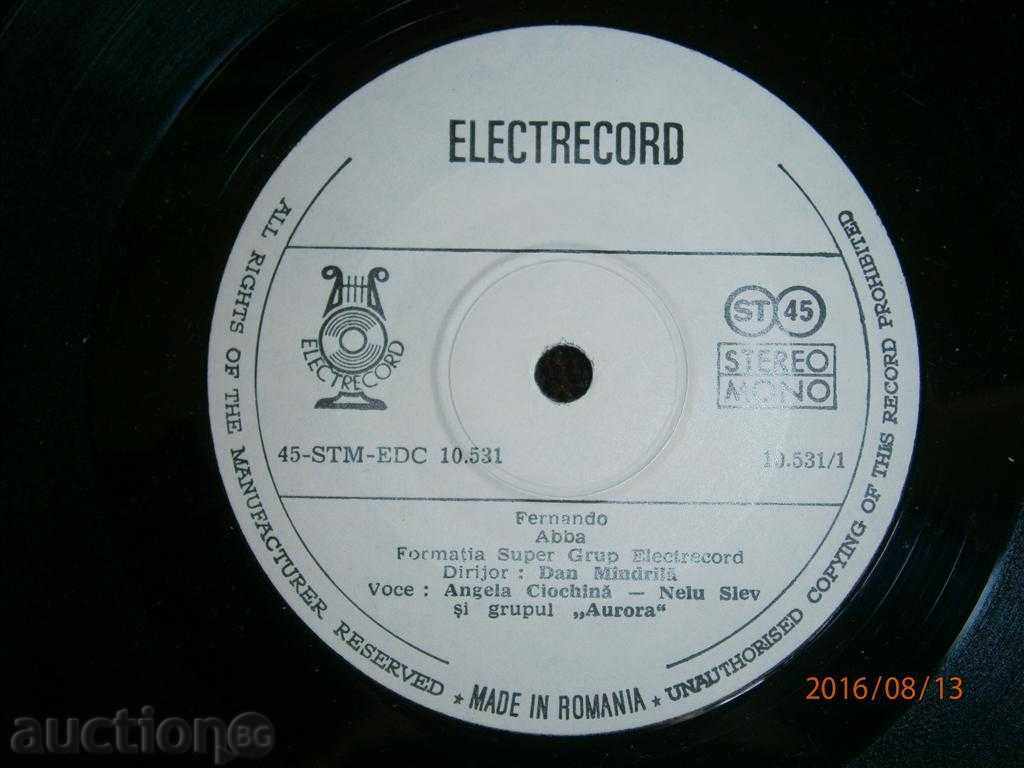 ELECTRECORD
ALL RIGHTS OF THE MANUFACTURER RESERVED ★ MADE IN ROMANIA ★ UNAUTHORISED COPYING OF THIS RECORD PROHIBITED
ELECTRECORD
ST 45
STEREO
MONO
45-STM-EDC 10.531
10.531/1
Fernando
Abba
Formația Super Grup Electrecord
Dirijor : Dan Mîndrilă
Voce : Angela Ciochină — Nelu Slev
și grupul „Aurora“
2016/08/13
auction BG